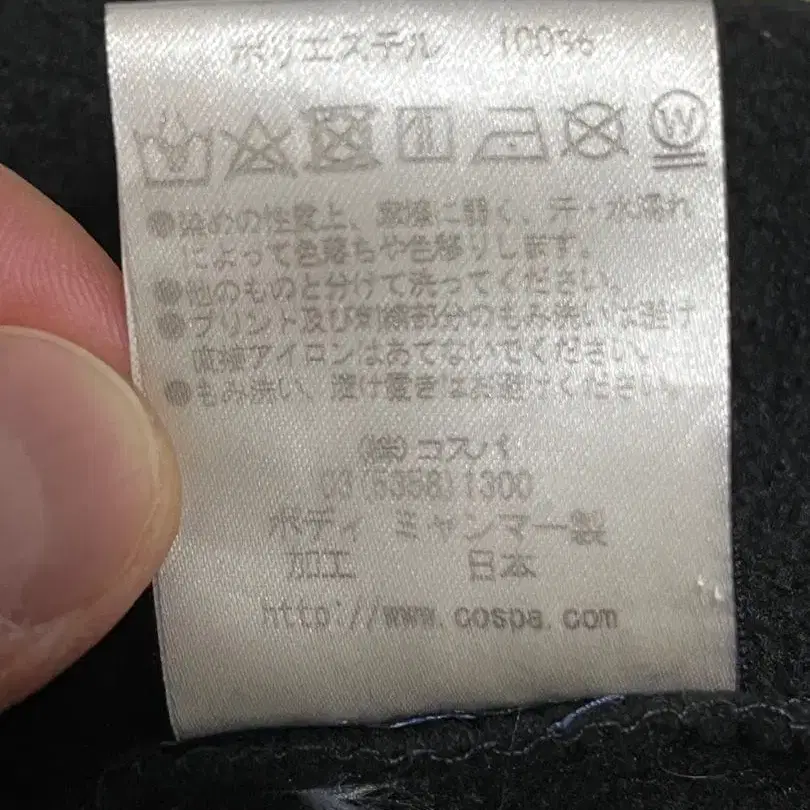 ポリエステル 100%
W
●染めの性質上、摩擦に弱く、汗・水濡れ
によって色落ちや色移りします。
●他のものと分けて洗ってください。
●プリント及び刺繍部分のもみ洗いは避け
直接アイロンはあてないでください。
●もみ洗い、漬け置きはお避けください。
(株)コスパ
03(5358)1300
ボディ ミャンマー製
加工 日本
http://www.cospa.com